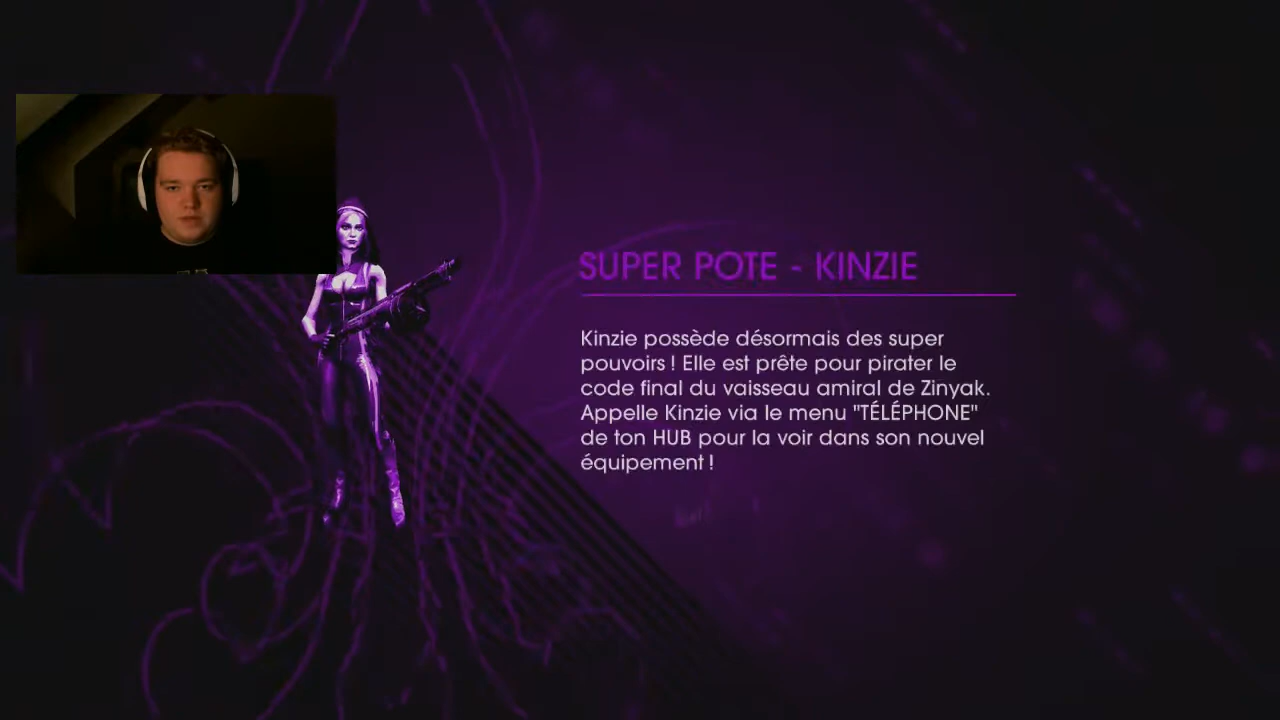 SUPER POTE - KINZIE
Kinzie possède désormais des super
pouvoirs ! Elle est prête pour pirater le
code final du vaisseau amiral de Zinyak.
Appelle Kinzie via le menu "TÉLÉPHONE"
de ton HUB pour la voir dans son nouvel
équipement !